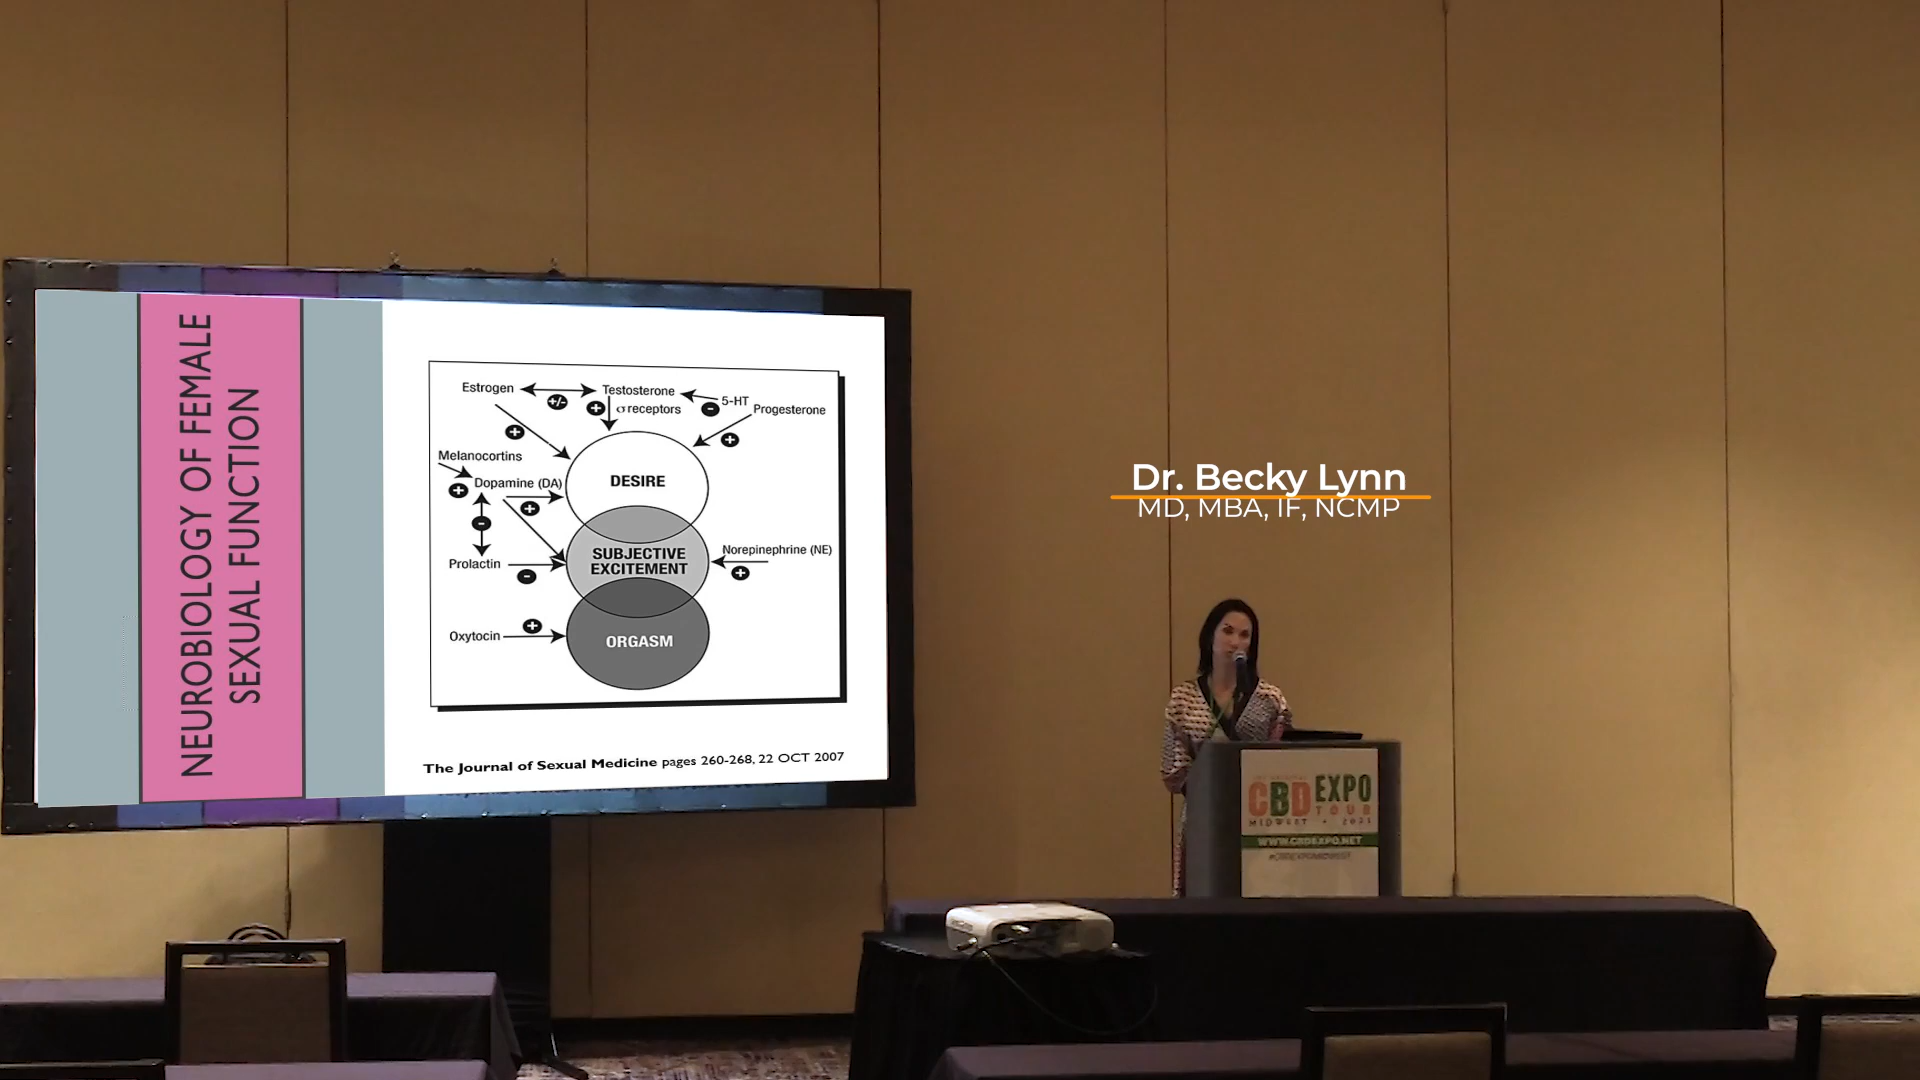 NEUROBIOLOGY OF FEMALE
SEXUAL FUNCTION
Estrogen
+/-
Testosterone
+
σ receptors
5-HT
-
Progesterone
+
+
Melanocortins
+
Dopamine (DA)
+
-
Prolactin
-
Oxytocin
+
Norepinephrine (NE)
+
DESIRE
SUBJECTIVE
EXCITEMENT
ORGASM
The Journal of Sexual Medicine pages 260-268, 22 OCT 2007
Dr. Becky Lynn
MD, MBA, IF, NCMP
CBD EXPO
TOUR
MIDWEST • 2021
WWW.CBDEXPO.NET